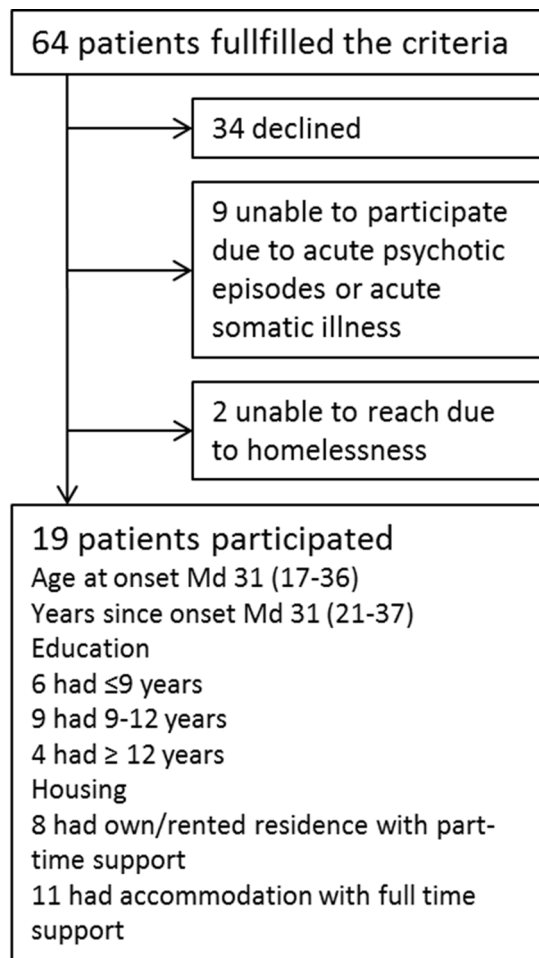 64 patients fullfilled the criteria
34 declined
9 unable to participate
due to acute psychotic
episodes or acute
somatic illness
2 unable to reach due
to homelessness
19 patients participated
Age at onset Md 31 (17-36)
Years since onset Md 31 (21-37)
Education
6 had ≤9 years
9 had 9-12 years
4 had ≥ 12 years
Housing
8 had own/rented residence with part-
time support
11 had accommodation with full time
support